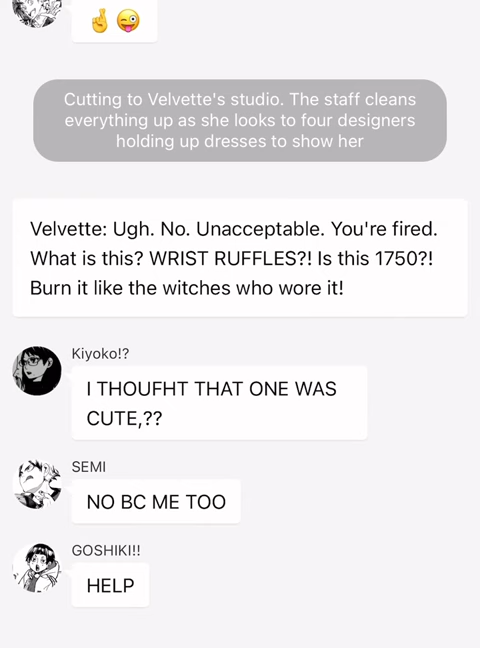 🤞😜
Cutting to Velvette's studio. The staff cleans
everything up as she looks to four designers
holding up dresses to show her
Velvette: Ugh. No. Unacceptable. You're fired.
What is this? WRIST RUFFLES?! Is this 1750?!
Burn it like the witches who wore it!
Kiyoko!?
I THOUFHT THAT ONE WAS
CUTE,??
SEMI
NO BC ME TOO
GOSHIKI!!
HELP